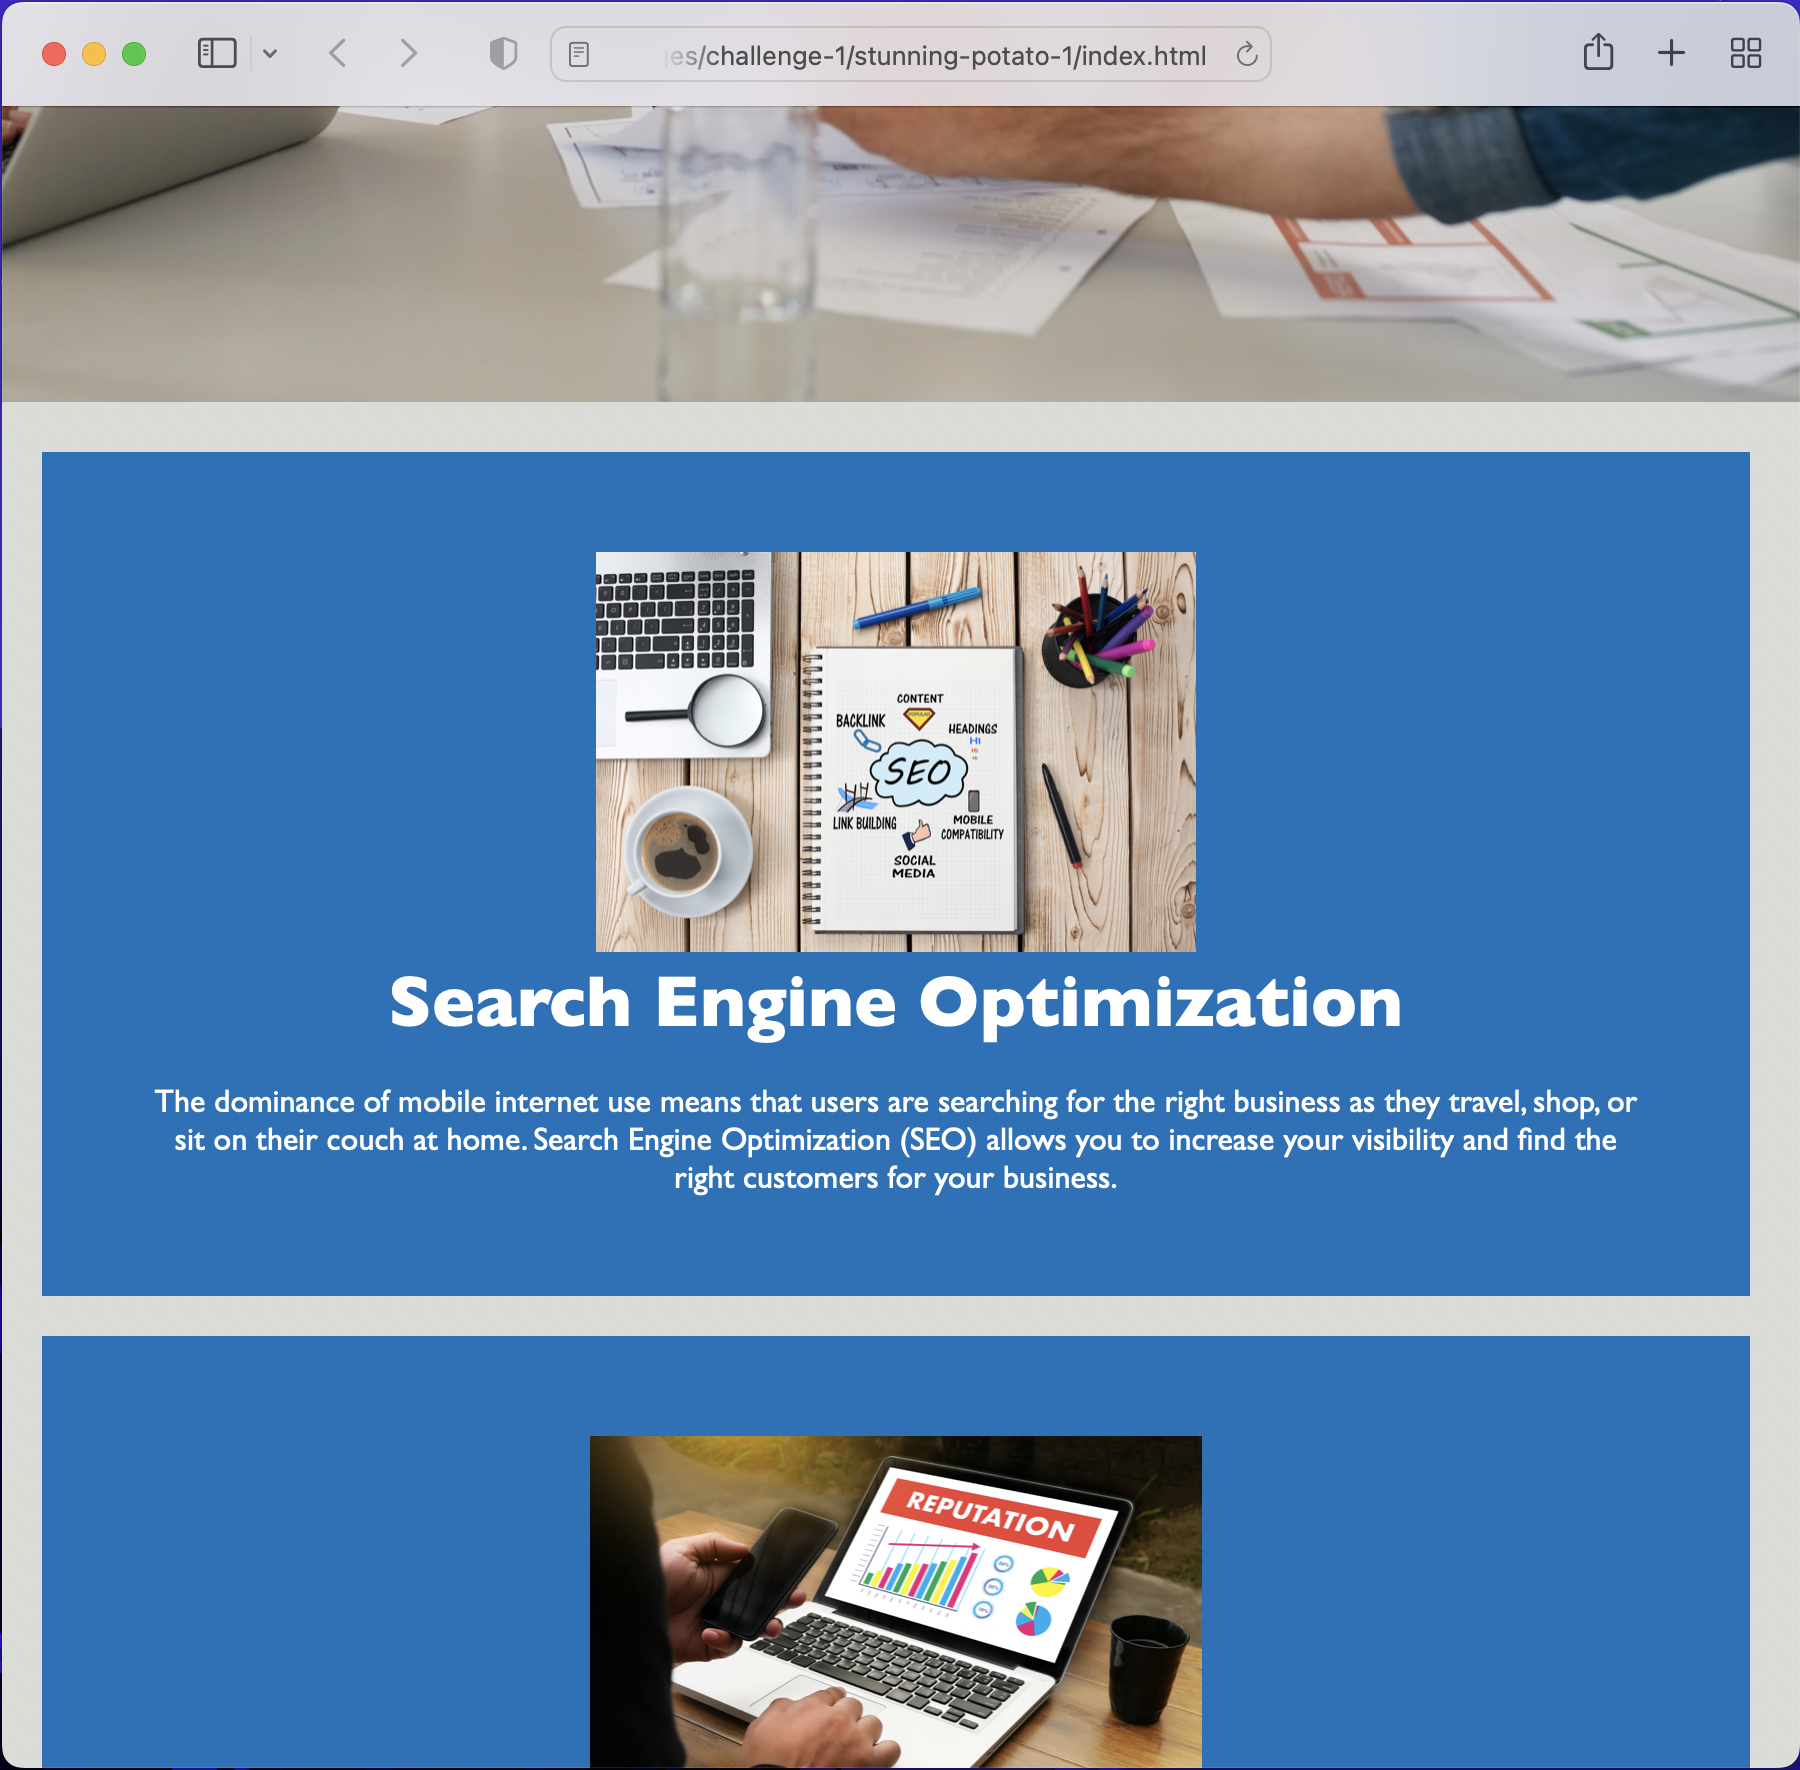 es/challenge-1/stunning-potato-1/index.html
CONTENT
BACKLINK
HEADINGS
H1
SEO
LINK BUILDING
MOBILE
COMPATIBILITY
SOCIAL
MEDIA
Search Engine Optimization
The dominance of mobile internet use means that users are searching for the right business as they travel, shop, or
sit on their couch at home. Search Engine Optimization (SEO) allows you to increase your visibility and find the
right customers for your business.
REPUTATION